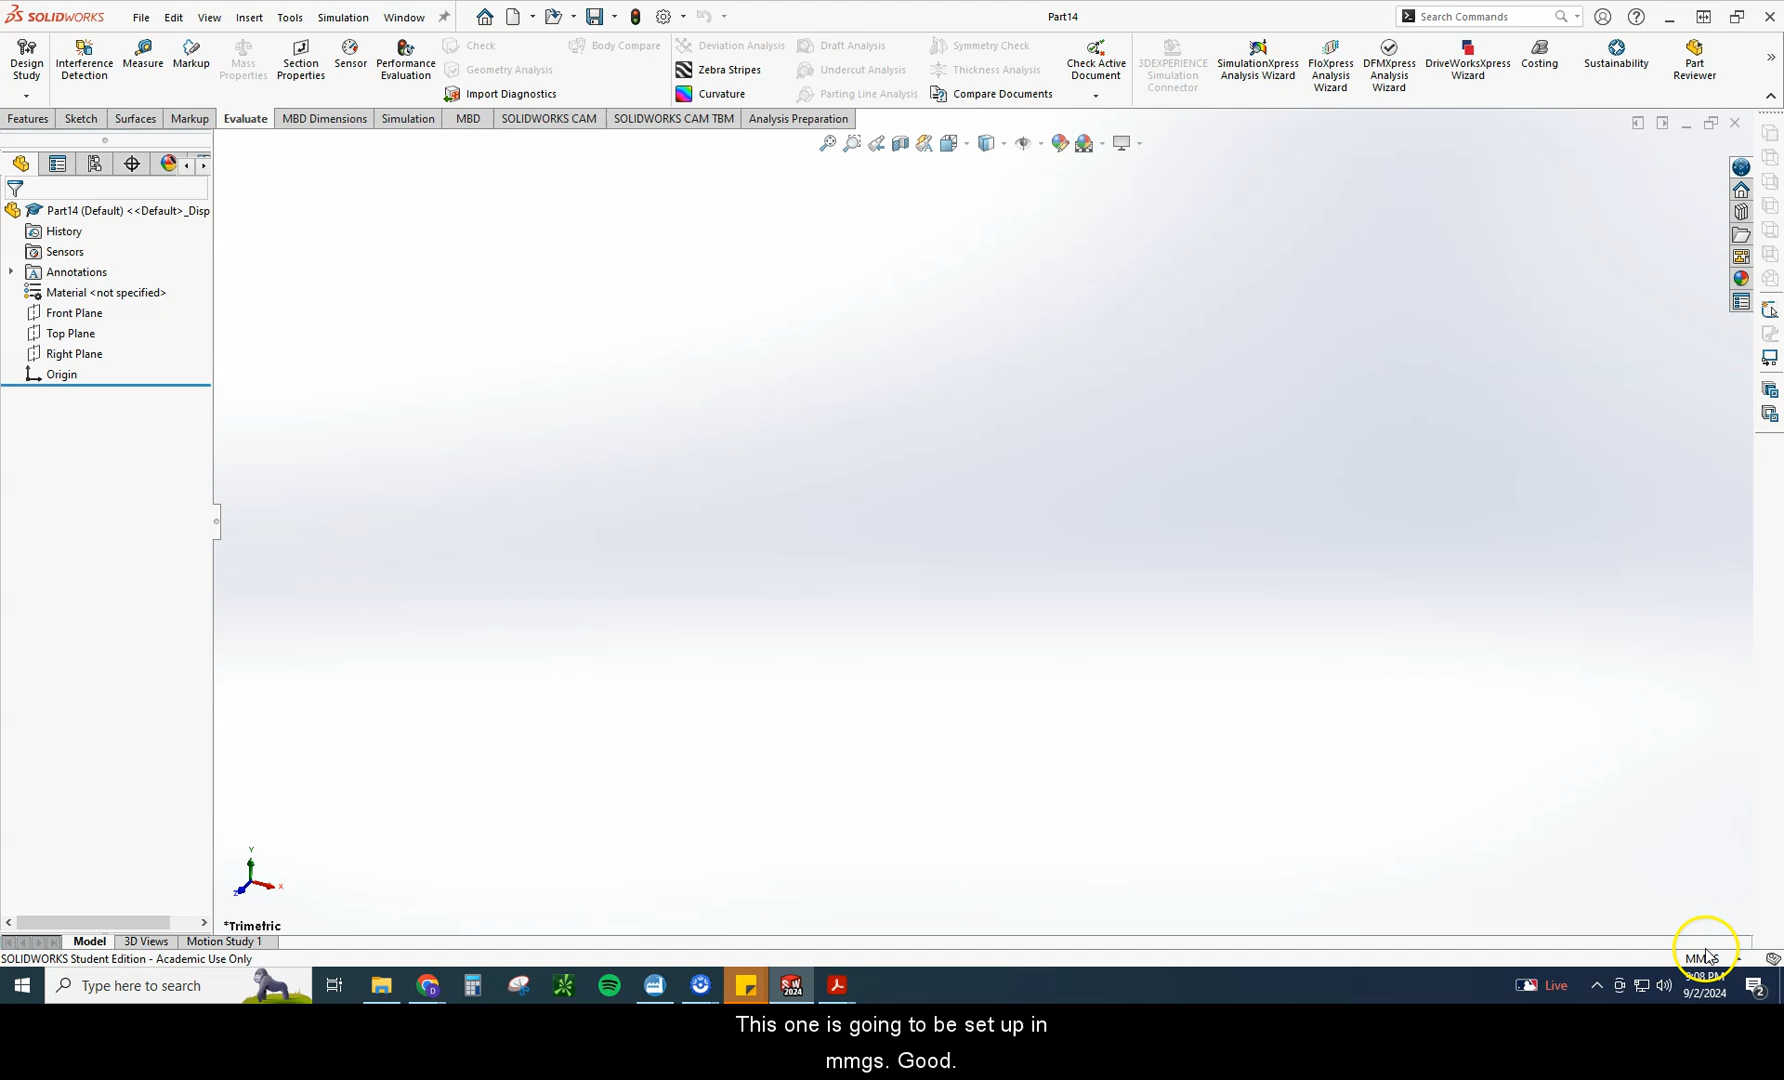 SOLIDWORKS File Edit View Insert Tools Simulation Window Part14 Search Commands
Design Study
Interference Detection
Measure
Markup
Mass Properties
Section Properties
Sensor
Performance Evaluation
Check
Geometry Analysis
Import Diagnostics
Body Compare
Deviation Analysis
Zebra Stripes
Curvature
Draft Analysis
Undercut Analysis
Parting Line Analysis
Symmetry Check
Thickness Analysis
Compare Documents
Check Active Document
3DEXPERIENCE Simulation Connector
SimulationXpress Analysis Wizard
FloXpress Analysis Wizard
DFMXpress Analysis Wizard
DriveWorksXpress Wizard
Costing
Sustainability
Part Reviewer
Features Sketch Surfaces Markup Evaluate MBD Dimensions Simulation MBD SOLIDWORKS CAM SOLIDWORKS CAM TBM Analysis Preparation
Part14 (Default) <<Default>_Disp
History
Sensors
Annotations
Material <not specified>
Front Plane
Top Plane
Right Plane
Origin
Y
X
Z
*Trimetric
Model 3D Views Motion Study 1
SOLIDWORKS Student Edition - Academic Use Only
Type here to search
SW 2024
Live
9:08 PM
9/2/2024
2
This one is going to be set up in
mmgs. Good.